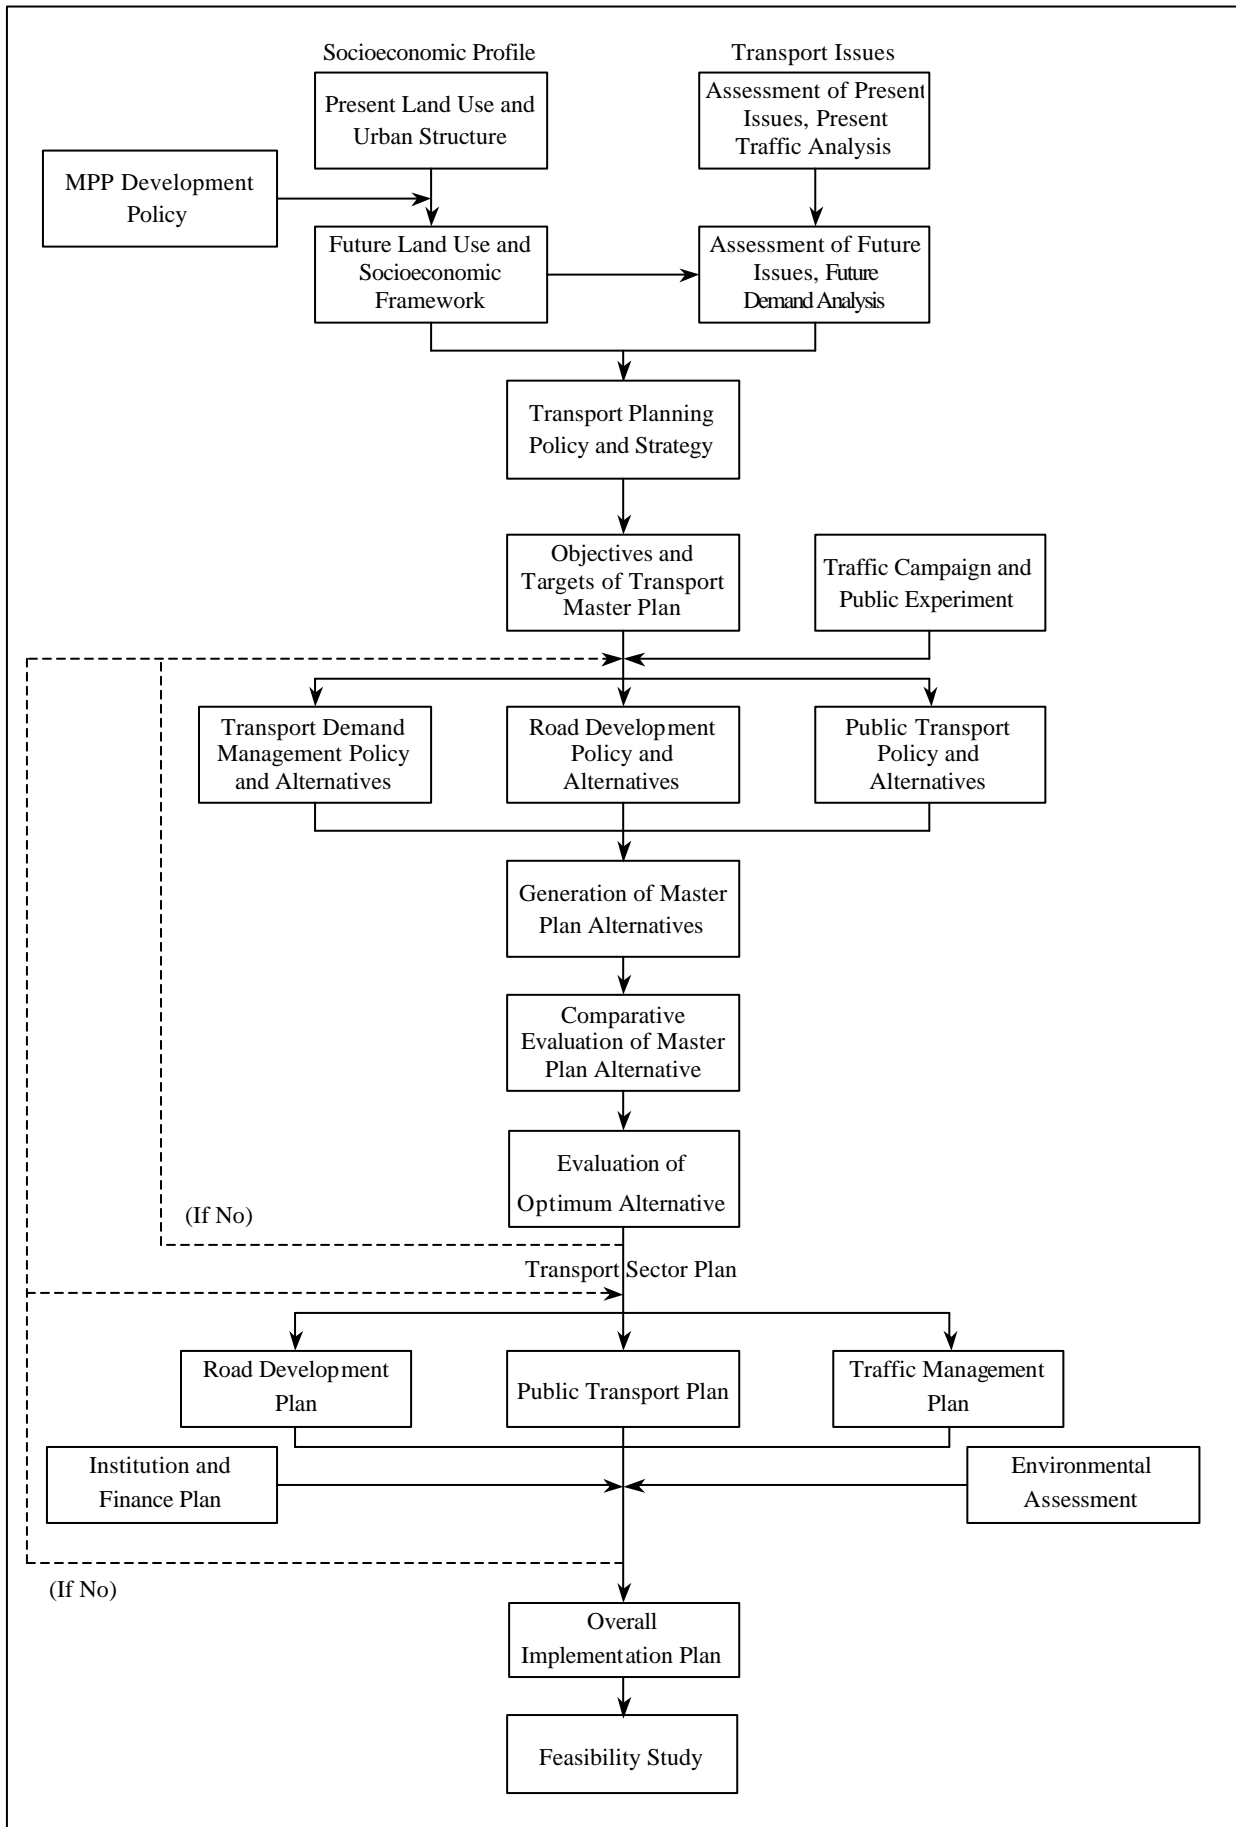 Socioeconomic Profile
Transport Issues
Present Land Use and
Urban Structure
Assessment of Present
Issues, Present
Traffic Analysis
MPP Development
Policy
Future Land Use and
Socioeconomic
Framework
Assessment of Future
Issues, Future
Demand Analysis
Transport Planning
Policy and Strategy
Objectives and
Targets of Transport
Master Plan
Traffic Campaign and
Public Experiment
Transport Demand
Management Policy
and Alternatives
Road Development
Policy and
Alternatives
Public Transport
Policy and
Alternatives
Generation of Master
Plan Alternatives
Comparative
Evaluation of Master
Plan Alternative
Evaluation of
Optimum Alternative
(If No)
Transport Sector Plan
Road Development
Plan
Public Transport Plan
Traffic Management
Plan
Institution and
Finance Plan
Environmental
Assessment
(If No)
Overall
Implementation Plan
Feasibility Study